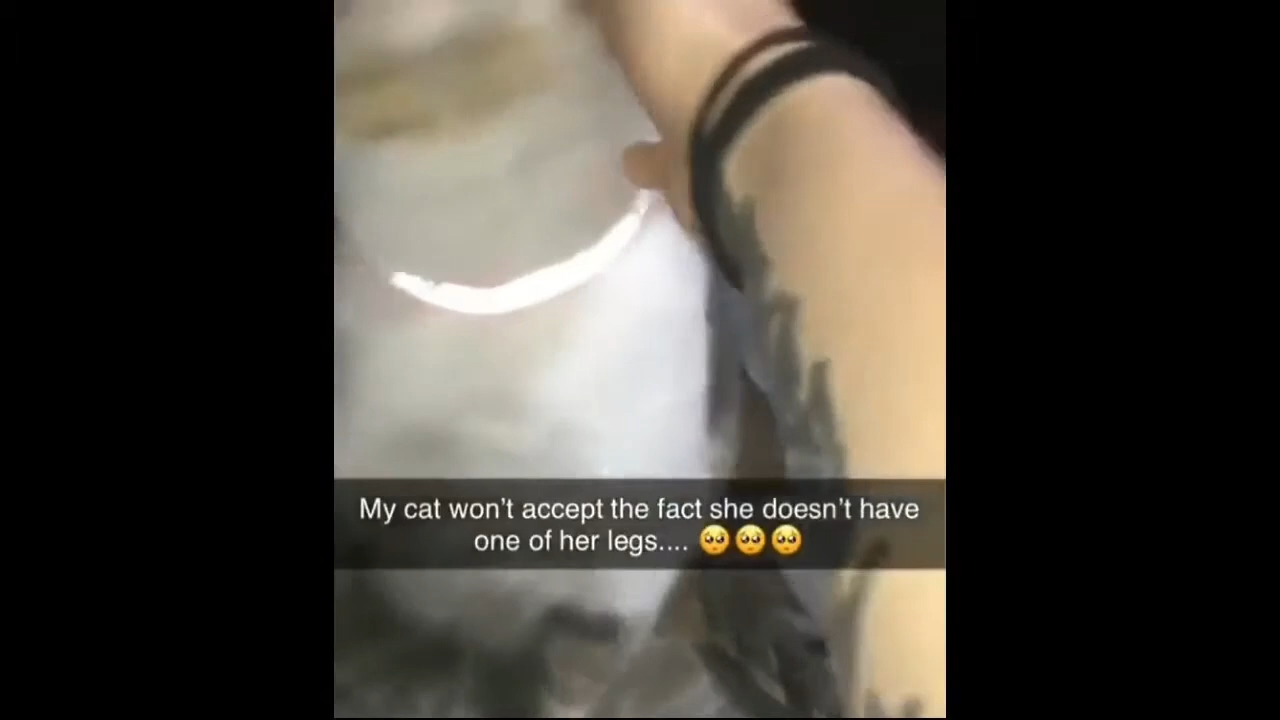 My cat won’t accept the fact she doesn’t have
one of her legs.... 🥺🥺🥺